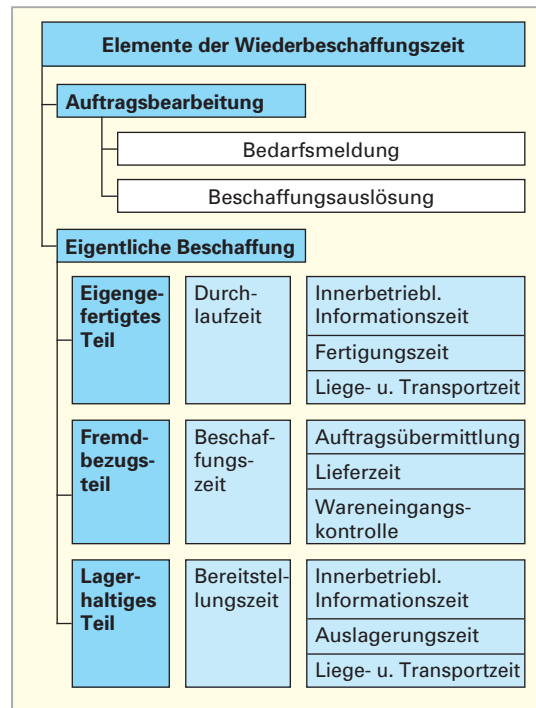 Elemente der Wiederbeschaffungszeit
Auftragsbearbeitung
Bedarfsmeldung
Beschaffungsauslösung
Eigentliche Beschaffung
Eigenge-
fertigtes
Teil
Durch-
laufzeit
Innerbetriebl.
Informationszeit
Fertigungszeit
Liege- u. Transportzeit
Fremd-
bezugs-
teil
Beschaf-
fungs-
zeit
Auftragsübermittlung
Lieferzeit
Wareneingangs-
kontrolle
Lager-
haltiges
Teil
Bereitstel-
lungszeit
Innerbetriebl.
Informationszeit
Auslagerungszeit
Liege- u. Transportzeit